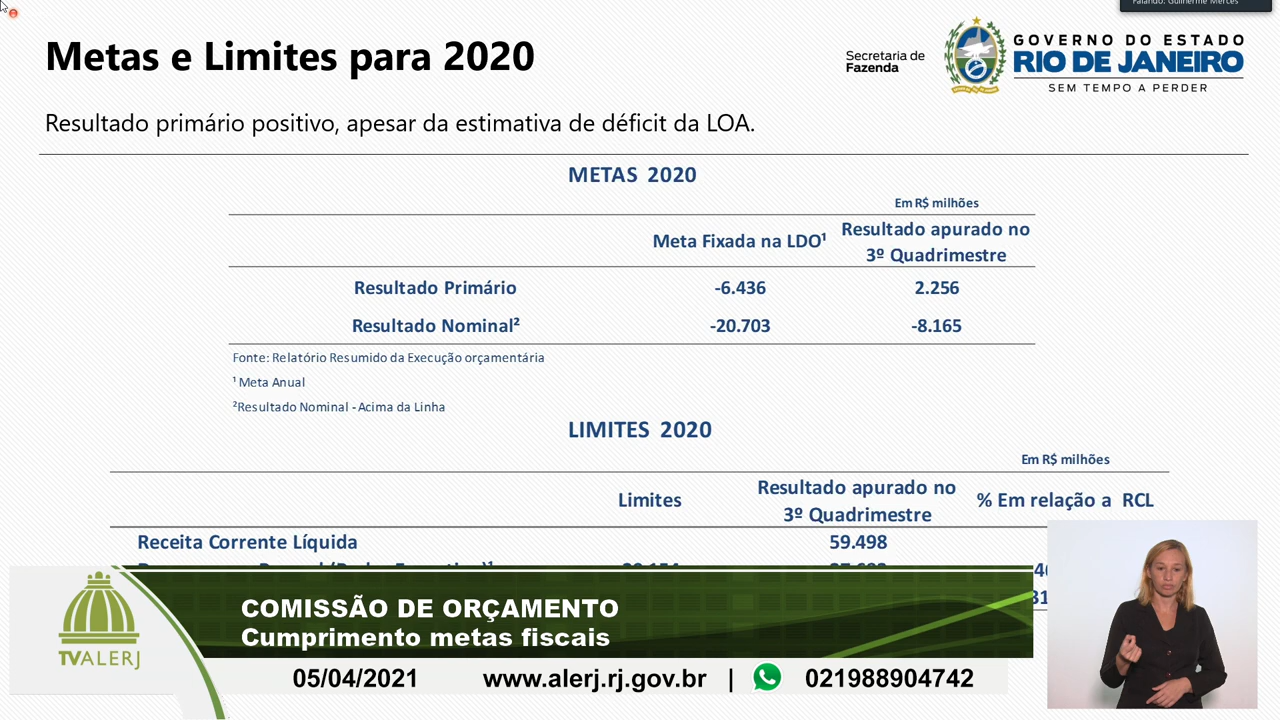 Falando: Guilherme Mercês
Metas e Limites para 2020
Secretaria de
Fazenda
GOVERNO DO ESTADO
RIO DE JANEIRO
SEM TEMPO A PERDER
Resultado primário positivo, apesar da estimativa de déficit da LOA.
METAS 2020
Em R$ milhões
Meta Fixada na LDO¹
Resultado apurado no
3º Quadrimestre
Resultado Primário -6.436 2.256
Resultado Nominal² -20.703 -8.165
Fonte: Relatório Resumido da Execução orçamentária
¹ Meta Anual
²Resultado Nominal - Acima da Linha
LIMITES 2020
Em R$ milhões
Limites
Resultado apurado no
3º Quadrimestre
% Em relação a RCL
Receita Corrente Líquida 59.498
COMISSÃO DE ORÇAMENTO
Cumprimento metas fiscais
TVALERJ
05/04/2021 www.alerj.rj.gov.br | 021988904742